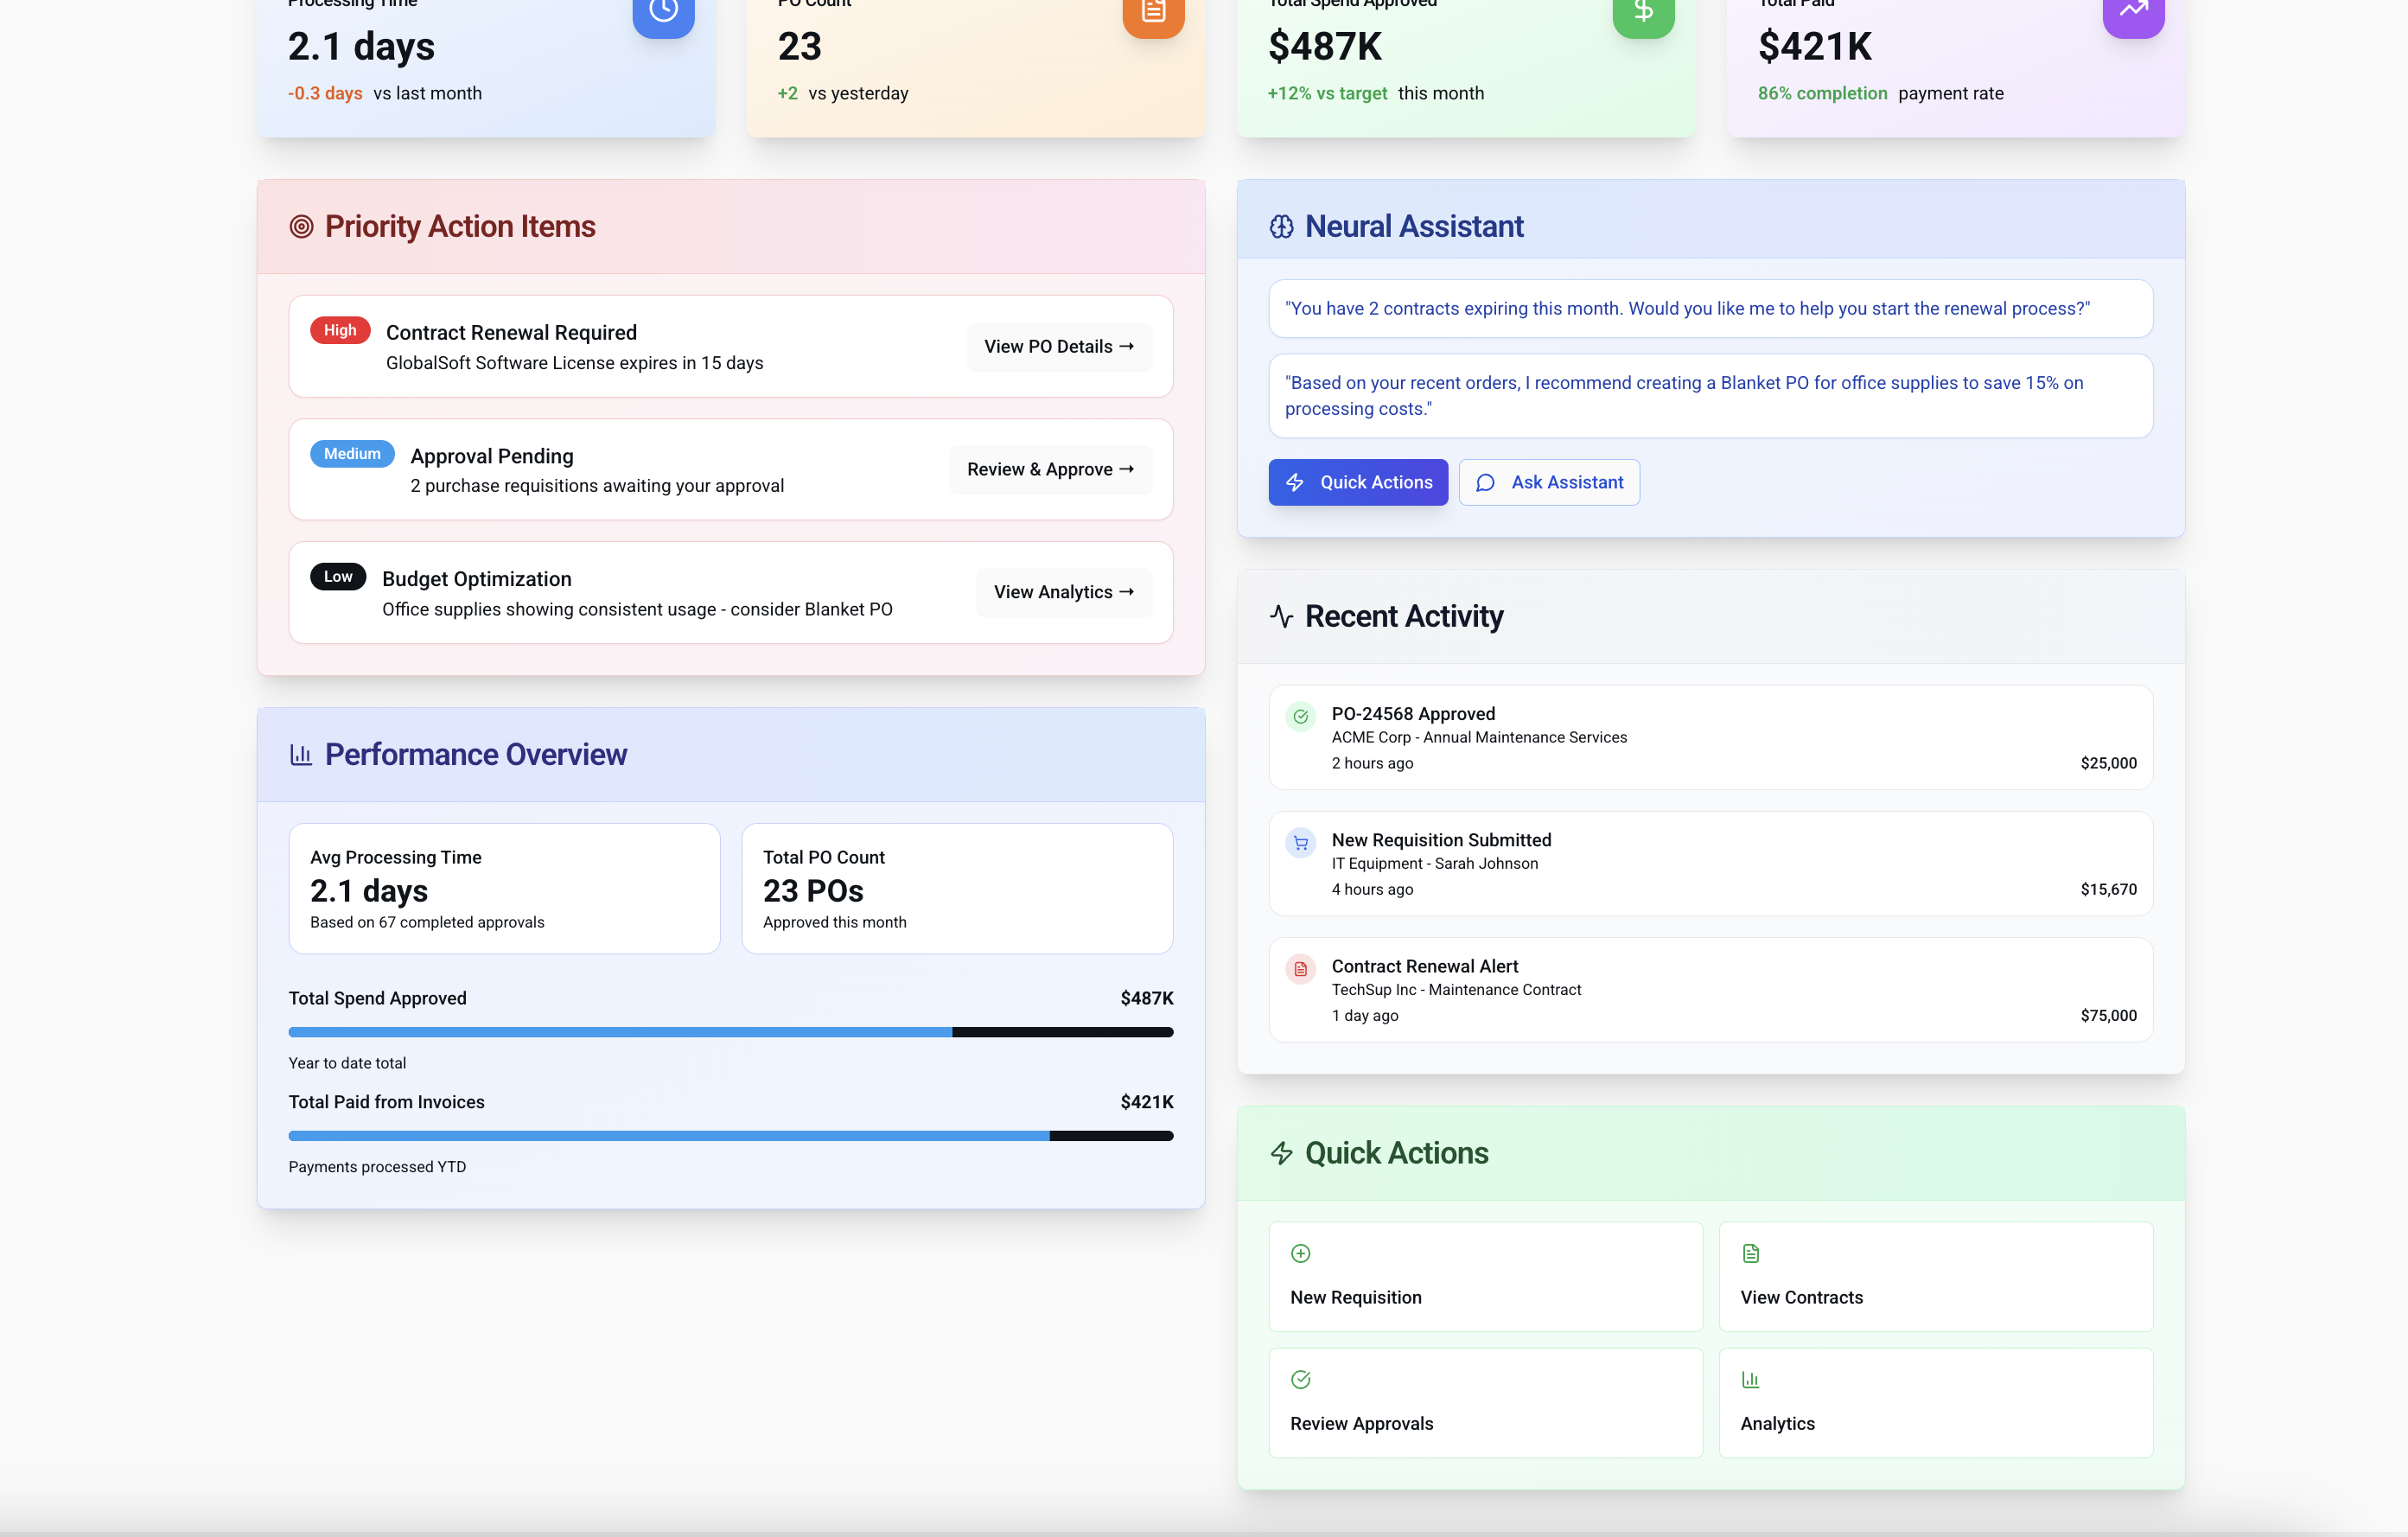 Processing Time
2.1 days
-0.3 days vs last month
PO Count
23
+2 vs yesterday
Total Spend Approved
$487K
+12% vs target this month
Total Paid
$421K
86% completion payment rate
Priority Action Items
High
Contract Renewal Required
GlobalSoft Software License expires in 15 days
View PO Details →
Medium
Approval Pending
2 purchase requisitions awaiting your approval
Review & Approve →
Low
Budget Optimization
Office supplies showing consistent usage - consider Blanket PO
View Analytics →
Performance Overview
Avg Processing Time
2.1 days
Based on 67 completed approvals
Total PO Count
23 POs
Approved this month
Total Spend Approved
$487K
Year to date total
Total Paid from Invoices
$421K
Payments processed YTD
Neural Assistant
"You have 2 contracts expiring this month. Would you like me to help you start the renewal process?"
"Based on your recent orders, I recommend creating a Blanket PO for office supplies to save 15% on
processing costs."
Quick Actions
Ask Assistant
Recent Activity
PO-24568 Approved
ACME Corp - Annual Maintenance Services
2 hours ago
$25,000
New Requisition Submitted
IT Equipment - Sarah Johnson
4 hours ago
$15,670
Contract Renewal Alert
TechSup Inc - Maintenance Contract
1 day ago
$75,000
Quick Actions
New Requisition
View Contracts
Review Approvals
Analytics